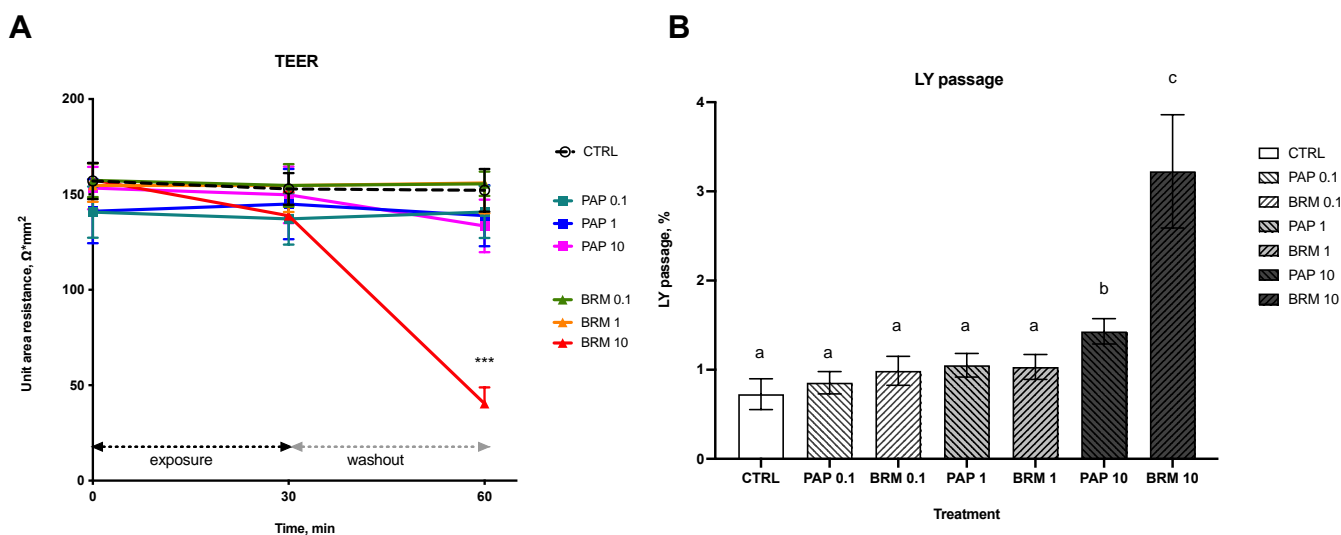 A
TEER
Unit area resistance, Ω*mm2
200
150
100
50
0
***
exposure
washout
0
30
60
Time, min
CTRL
PAP 0.1
PAP 1
PAP 10
BRM 0.1
BRM 1
BRM 10
B
LY passage
LY passage, %
4
3
2
1
0
a
a
a
a
a
b
c
CTRL
PAP 0.1
BRM 0.1
PAP 1
BRM 1
PAP 10
BRM 10
Treatment
CTRL
PAP 0.1
BRM 0.1
PAP 1
BRM 1
PAP 10
BRM 10